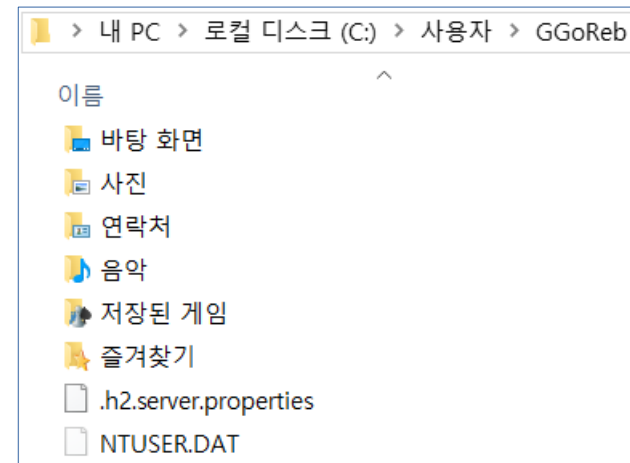 내 PC > 로컬 디스크 (C:) > 사용자 > GGoReb
이름
바탕 화면
사진
연락처
음악
저장된 게임
즐겨찾기
.h2.server.properties
NTUSER.DAT